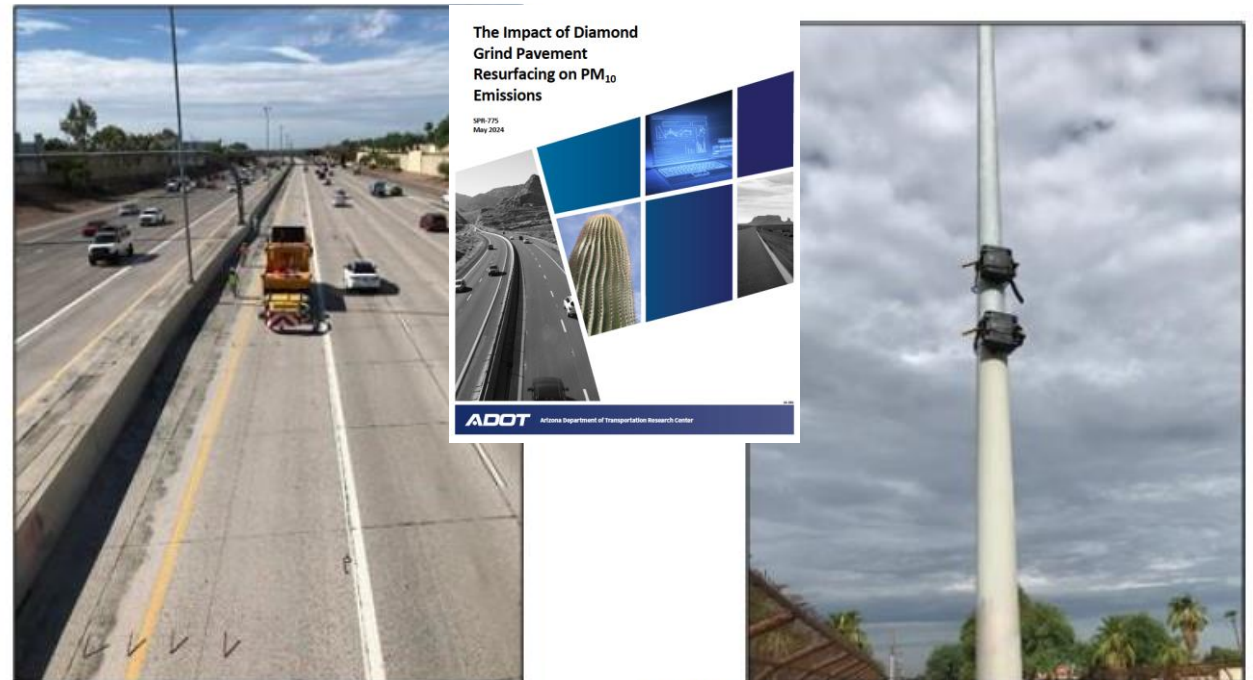 The Impact of Diamond
Grind Pavement
Resurfacing on PM₁₀
Emissions
SPR-775
May 2024
ADOT Arizona Department of Transportation Research Center